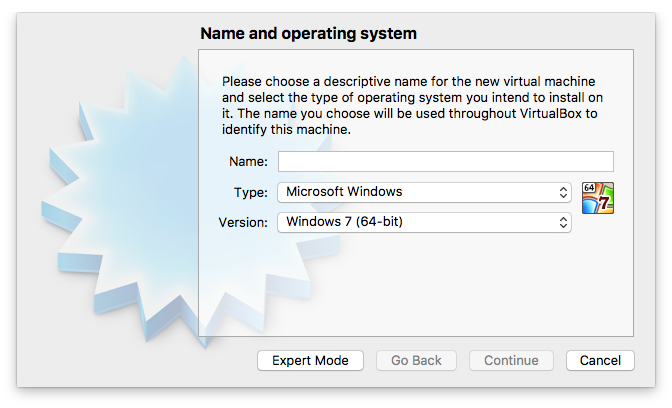 Name and operating system
Please choose a descriptive name for the new virtual machine
and select the type of operating system you intend to install on
it. The name you choose will be used throughout VirtualBox to
identify this machine.
Name:
Type: Microsoft Windows
64
7
Version: Windows 7 (64-bit)
Expert Mode Go Back Continue Cancel